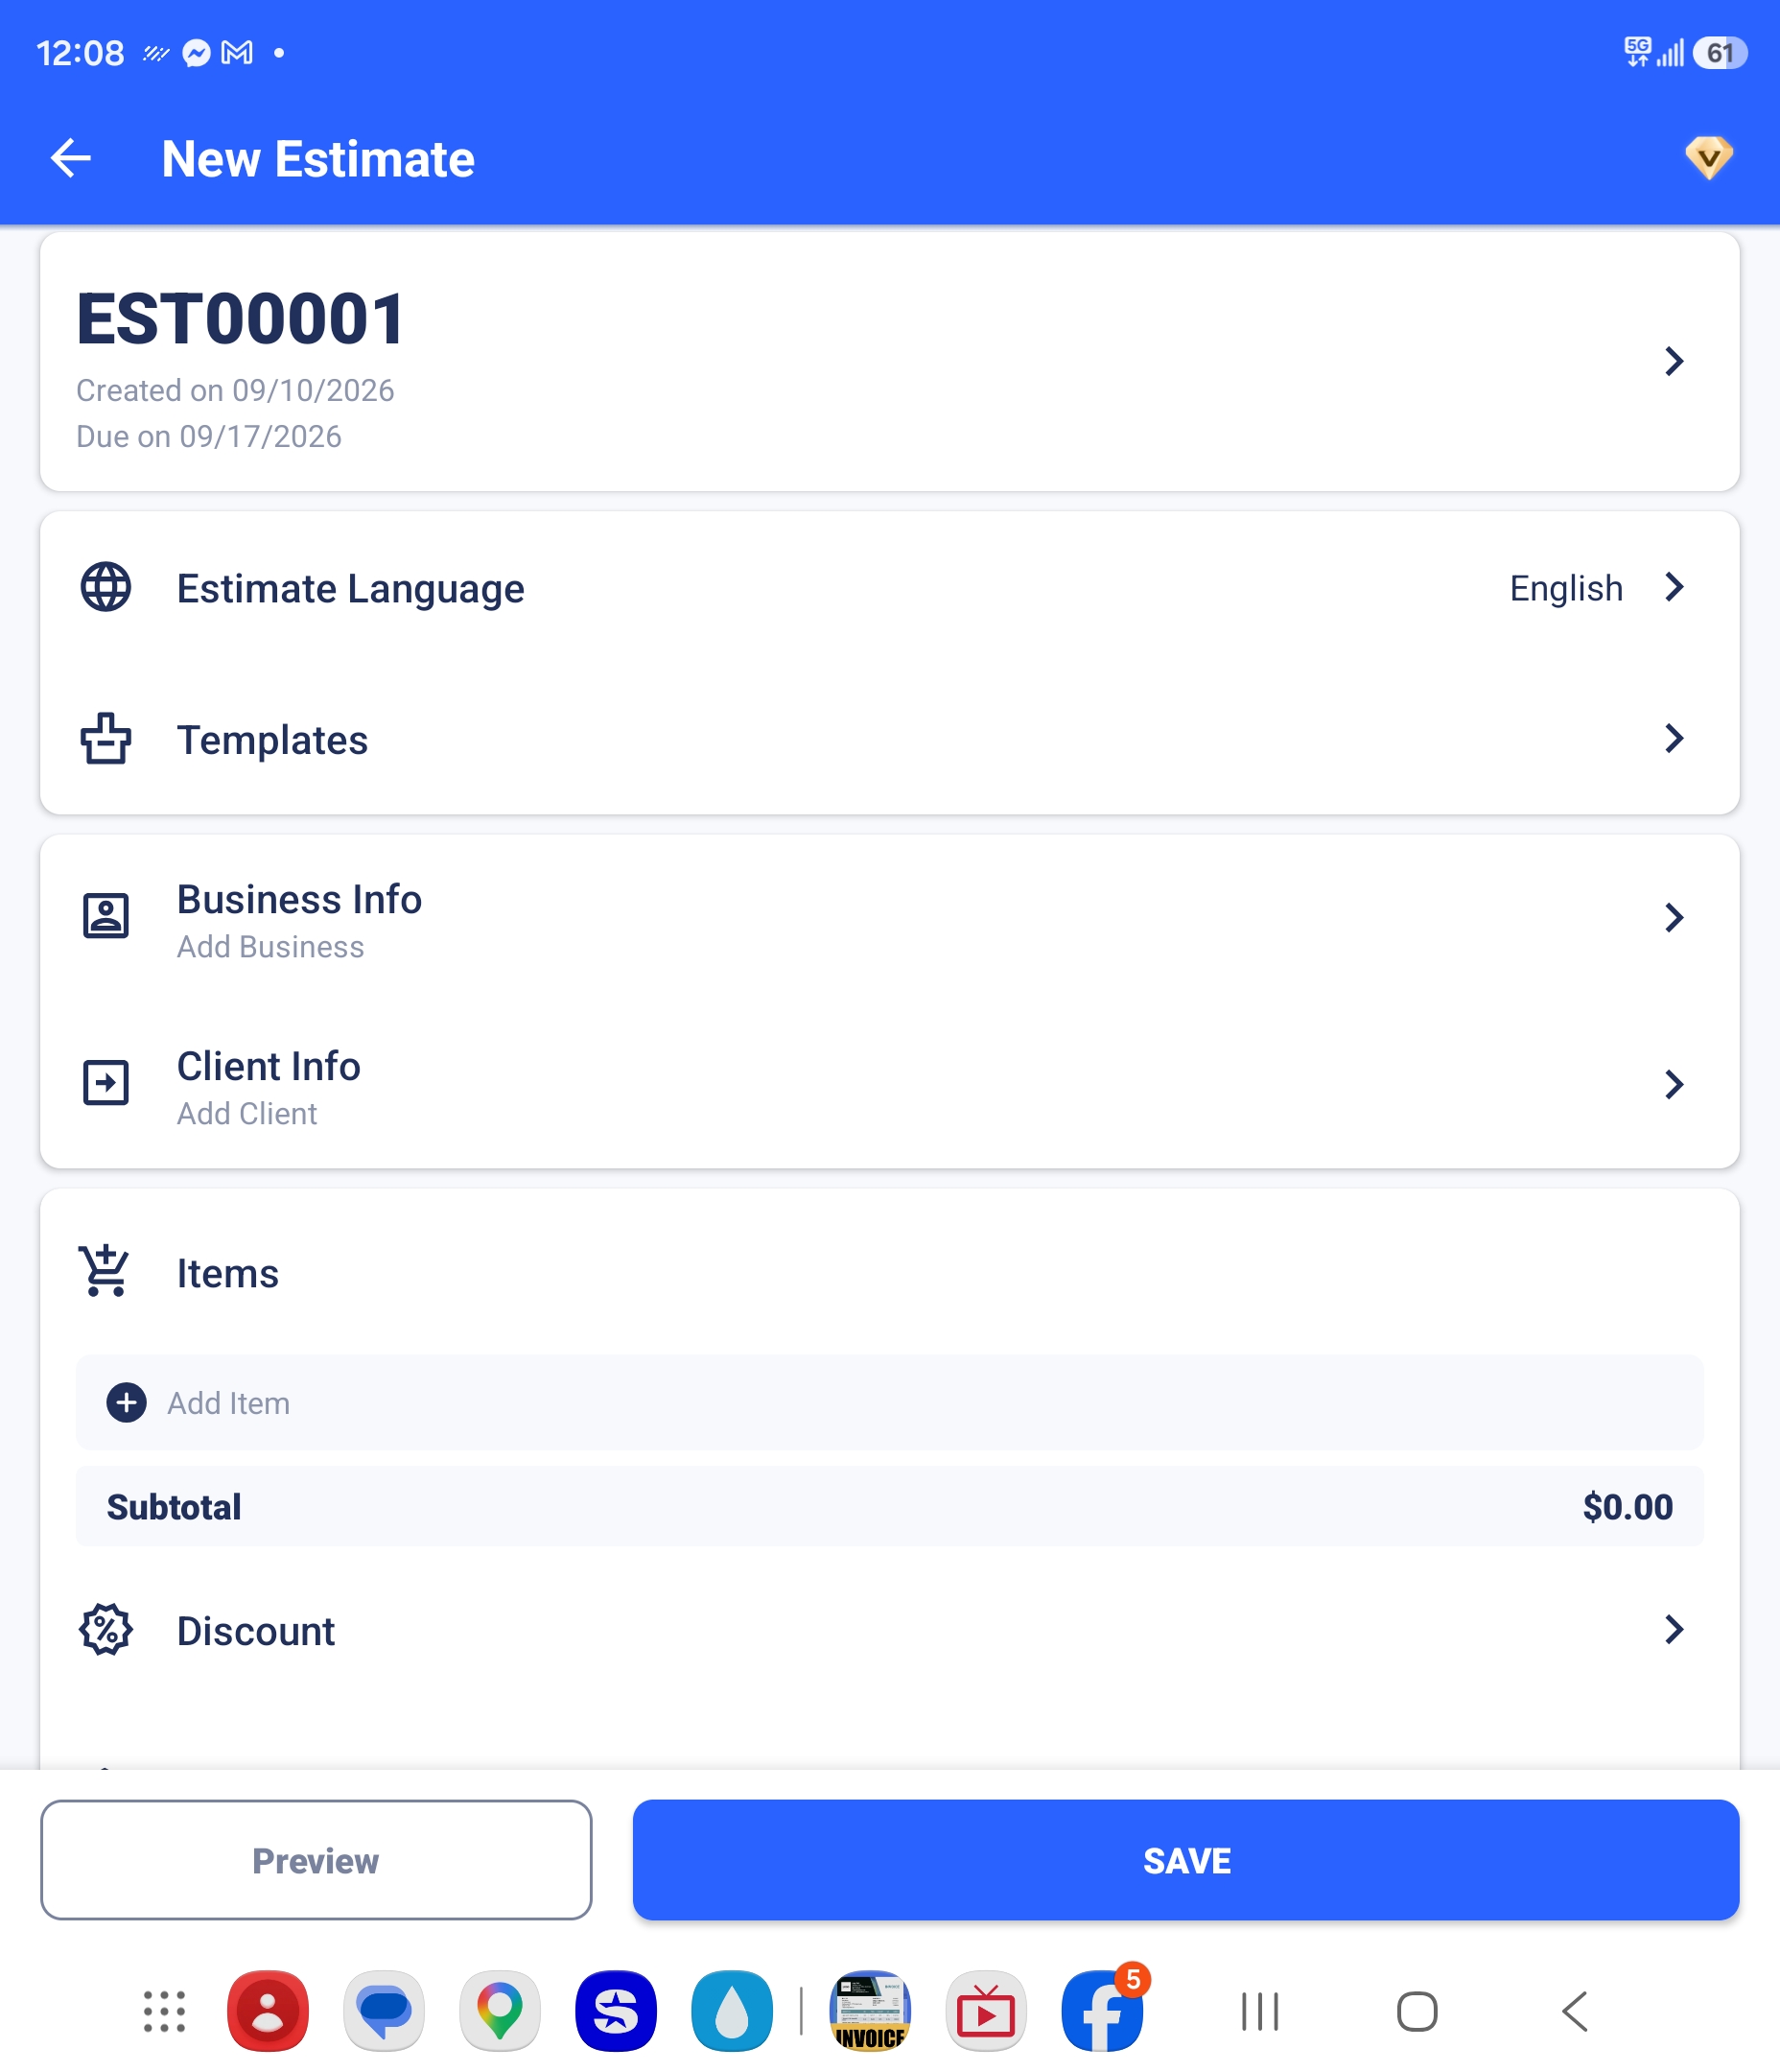 12:08
5G
61
New Estimate
EST00001
Created on 09/10/2026
Due on 09/17/2026
Estimate Language
English
Templates
Business Info
Add Business
Client Info
Add Client
Items
Add Item
Subtotal
$0.00
Discount
Preview
SAVE
INVOICE
5